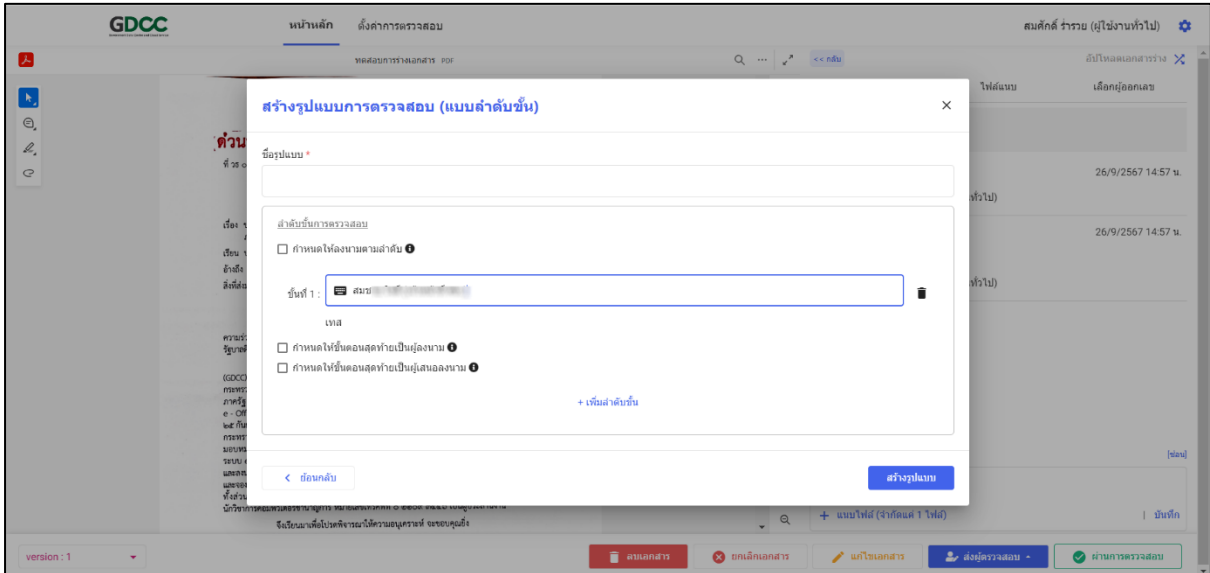 GDCC
หน้าหลัก
ตั้งค่าการตรวจสอบ
สมศักดิ์ ร่ำรวย (ผู้ใช้งานทั่วไป)
ทดสอบการร่างเอกสาร PDF
<< กลับ
อัปโหลดเอกสารร่าง
ไฟล์แนบ
เลือกผู้ออกเลข
สร้างรูปแบบการตรวจสอบ (แบบลำดับขั้น)
ชื่อรูปแบบ *
ลำดับขั้นการตรวจสอบ
กำหนดให้ลงนามตามลำดับ
ขั้นที่ 1 :
เทส
กำหนดให้ขั้นตอนสุดท้ายเป็นผู้ลงนาม
กำหนดให้ขั้นตอนสุดท้ายเป็นผู้เสนอลงนาม
+ เพิ่มลำดับขั้น
ย้อนกลับ
สร้างรูปแบบ
26/9/2567 14:57 น.
26/9/2567 14:57 น.
[ซ่อน]
จึงเรียนมาเพื่อโปรดพิจารณาให้ความอนุเคราะห์ จะขอบคุณยิ่ง
+ แนบไฟล์ (จำกัดแค่ 1 ไฟล์)
| บันทึก
version : 1
ลบเอกสาร
ยกเลิกเอกสาร
แก้ไขเอกสาร
ส่งผู้ตรวจสอบ
ผ่านการตรวจสอบ